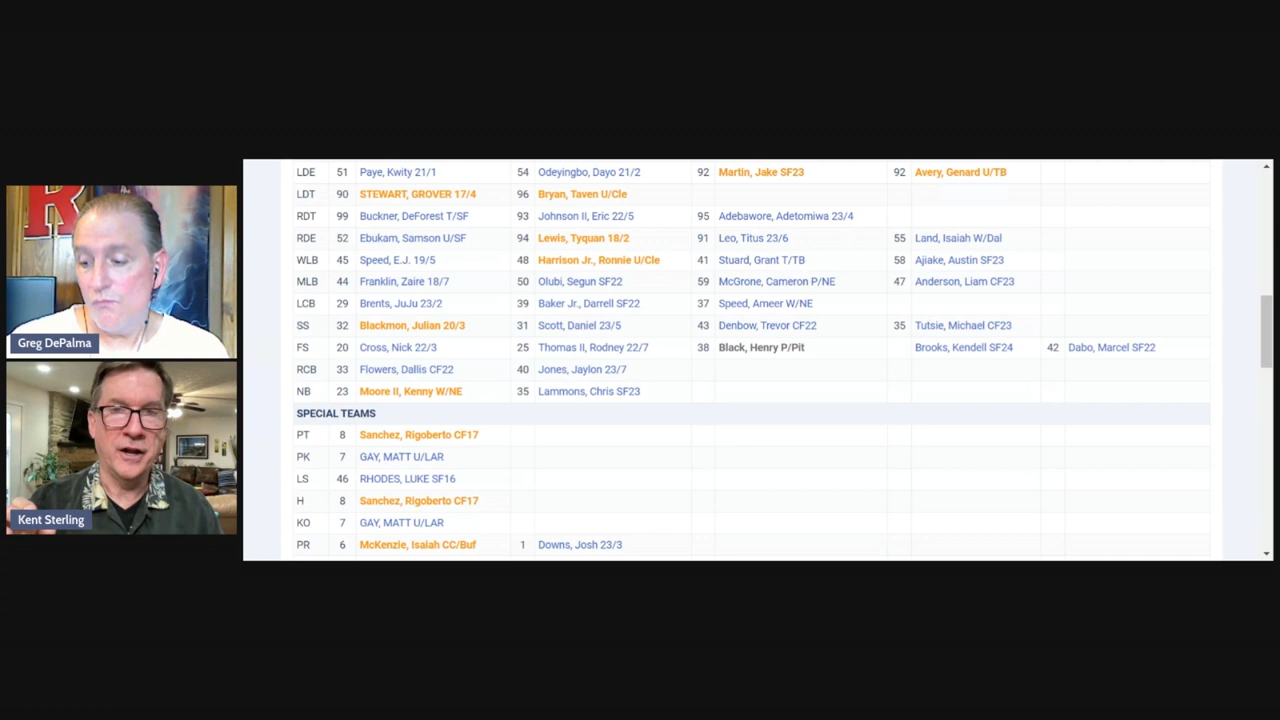 R
Greg DePalma
Kent Sterling
LDE 51 Paye, Kwity 21/1 54 Odeyingbo, Dayo 21/2 92 Martin, Jake SF23 92 Avery, Genard U/TB
LDT 90 STEWART, GROVER 17/4 96 Bryan, Taven U/Cle
RDT 99 Buckner, DeForest T/SF 93 Johnson II, Eric 22/5 95 Adebawore, Adetomiwa 23/4
RDE 52 Ebukam, Samson U/SF 94 Lewis, Tyquan 18/2 91 Leo, Titus 23/6 55 Land, Isaiah W/Dal
WLB 45 Speed, E.J. 19/5 48 Harrison Jr., Ronnie U/Cle 41 Stuard, Grant T/TB 58 Ajiake, Austin SF23
MLB 44 Franklin, Zaire 18/7 50 Olubi, Segun SF22 59 McGrone, Cameron P/NE 47 Anderson, Liam CF23
LCB 29 Brents, JuJu 23/2 39 Baker Jr., Darrell SF22 37 Speed, Ameer W/NE
SS 32 Blackmon, Julian 20/3 31 Scott, Daniel 23/5 43 Denbow, Trevor CF22 35 Tutsie, Michael CF23
FS 20 Cross, Nick 22/3 25 Thomas II, Rodney 22/7 38 Black, Henry P/Pit Brooks, Kendell SF24 42 Dabo, Marcel SF22
RCB 33 Flowers, Dallis CF22 40 Jones, Jaylon 23/7
NB 23 Moore II, Kenny W/NE 35 Lammons, Chris SF23
SPECIAL TEAMS
PT 8 Sanchez, Rigoberto CF17
PK 7 GAY, MATT U/LAR
LS 46 RHODES, LUKE SF16
H 8 Sanchez, Rigoberto CF17
KO 7 GAY, MATT U/LAR
PR 6 McKenzie, Isaiah CC/Buf 1 Downs, Josh 23/3